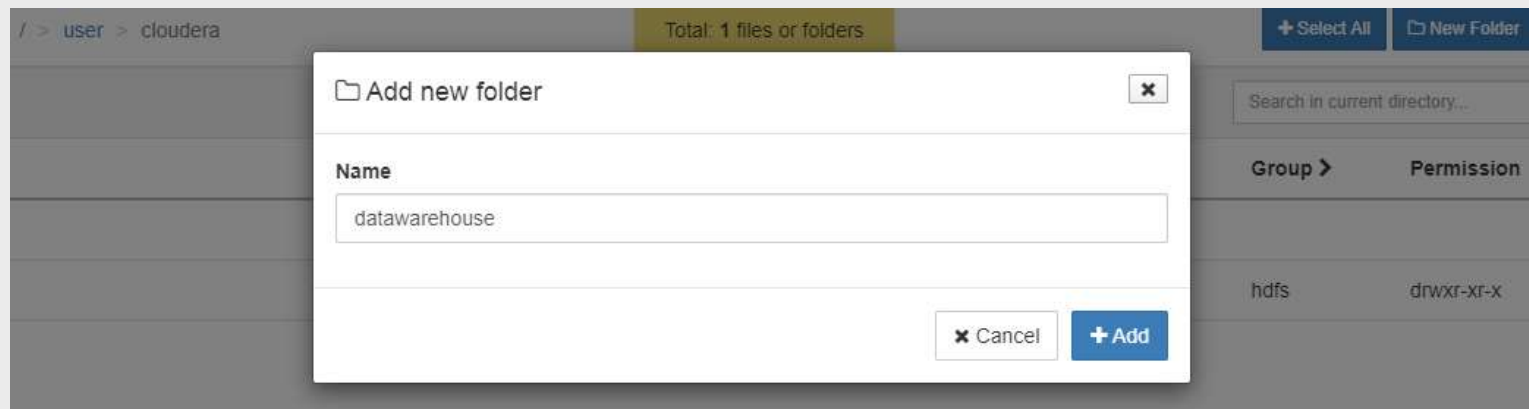 / > user > cloudera
Total: 1 files or folders
+ Select All
New Folder
Add new folder
Search in current directory...
Name
Group >
Permission
datawarehouse
hdfs
drwxr-xr-x
Cancel
+ Add